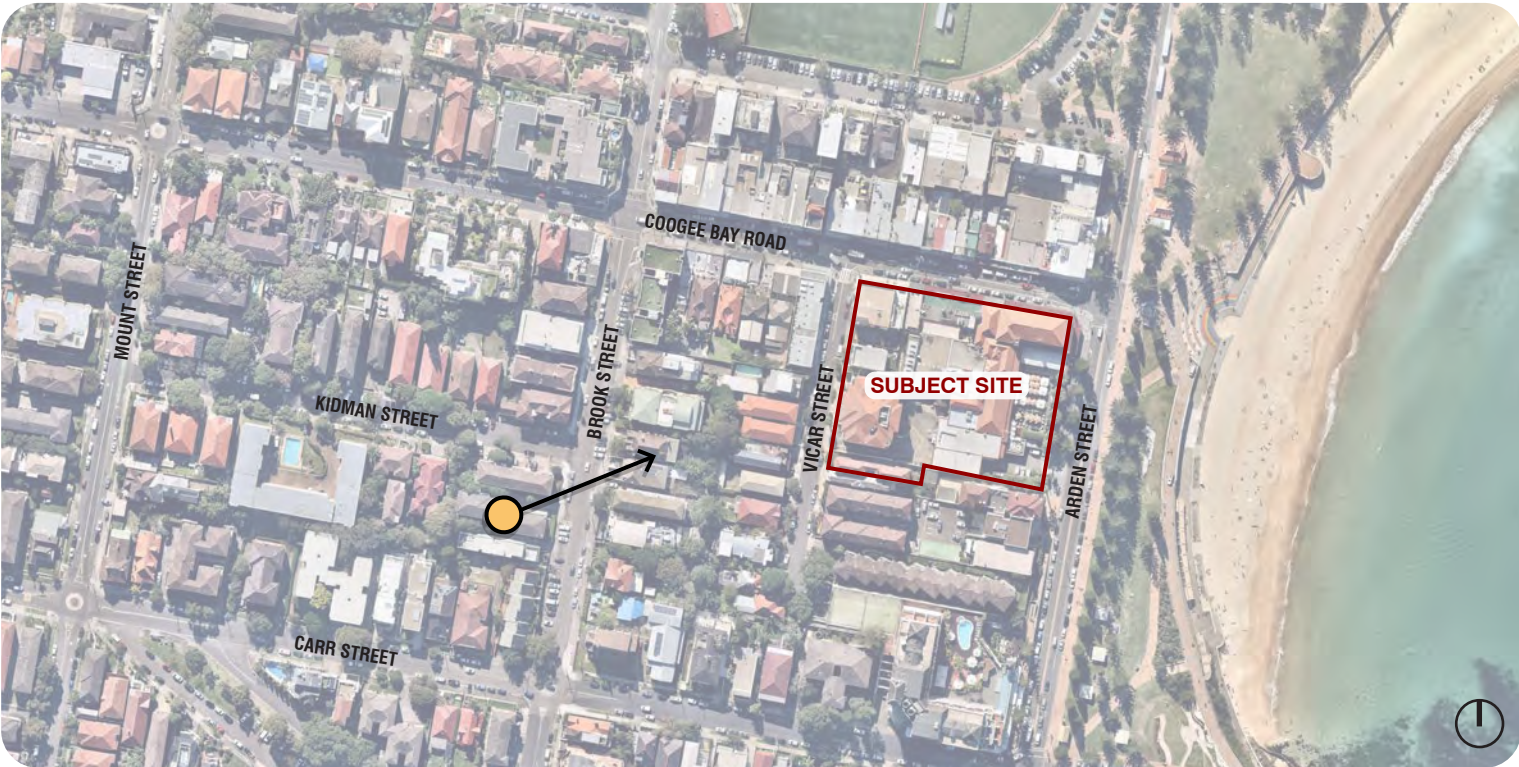 COOGEE BAY ROAD
MOUNT STREET
BROOK STREET
VICAR STREET
SUBJECT SITE
KIDMAN STREET
ARDEN STREET
CARR STREET